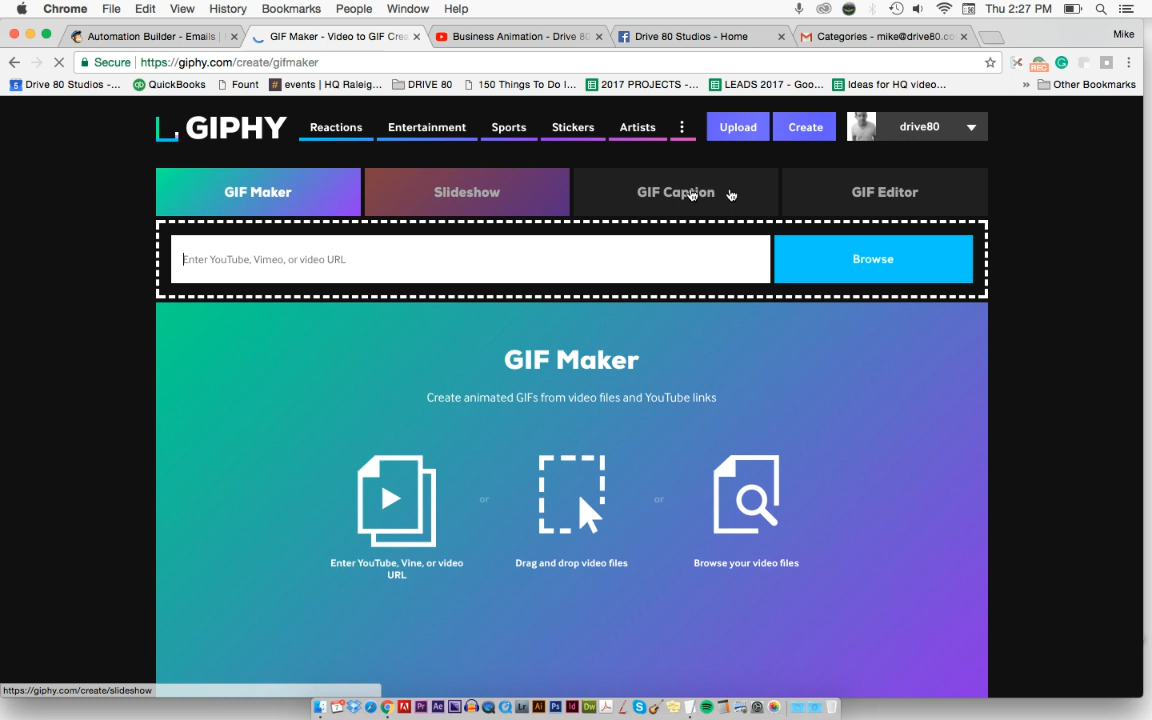 Chrome File Edit View History Bookmarks People Window Help Thu 2:27 PM
Automation Builder - Emails | GIF Maker - Video to GIF Crea Business Animation - Drive 80 Drive 80 Studios - Home Categories - mike@drive80.co Mike
Secure | https://giphy.com/create/gifmaker
Drive 80 Studios -... QuickBooks Fount events | HQ Raleig... DRIVE 80 150 Things To Do I... 2017 PROJECTS -... LEADS 2017 - Goo... Ideas for HQ video... » Other Bookmarks
GIPHY Reactions Entertainment Sports Stickers Artists Upload Create drive80
GIF Maker Slideshow GIF Caption GIF Editor
Enter YouTube, Vimeo, or video URL Browse
GIF Maker
Create animated GIFs from video files and YouTube links
or or
Enter YouTube, Vine, or video Drag and drop video files Browse your video files
URL
https://giphy.com/create/slideshow